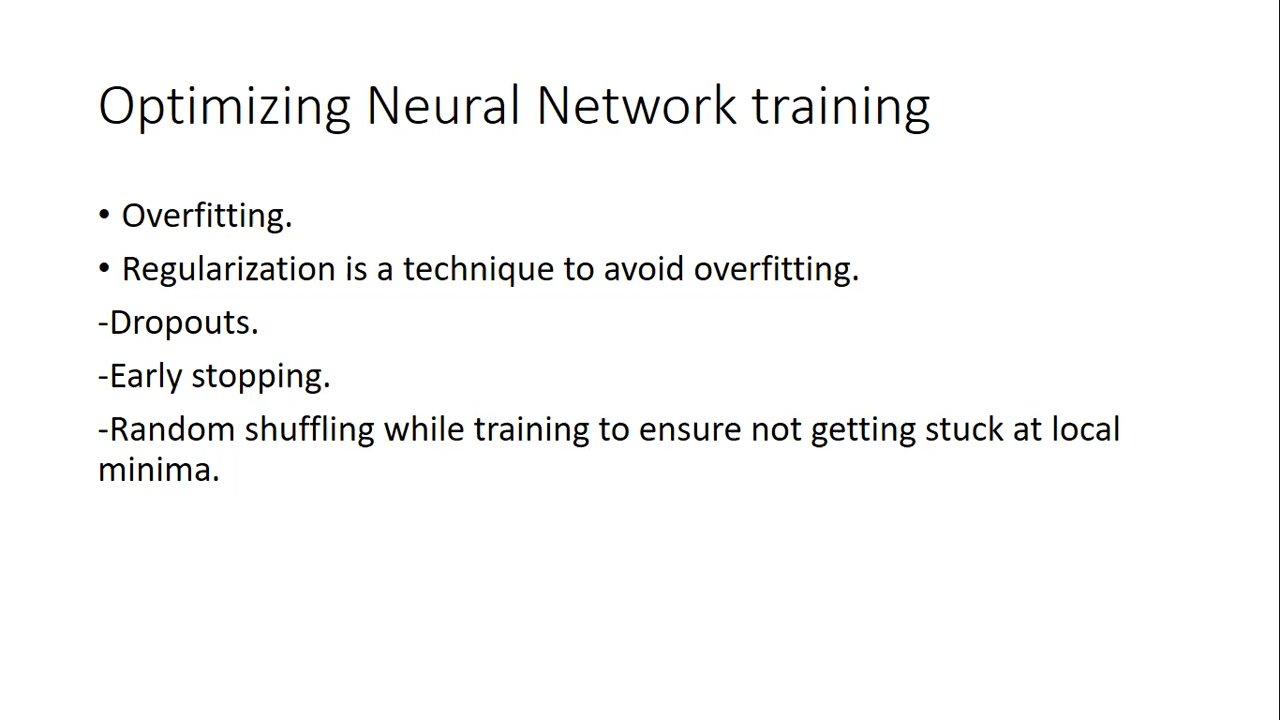 Optimizing Neural Network training
• Overfitting.
• Regularization is a technique to avoid overfitting.
-Dropouts.
-Early stopping.
-Random shuffling while training to ensure not getting stuck at local
minima.